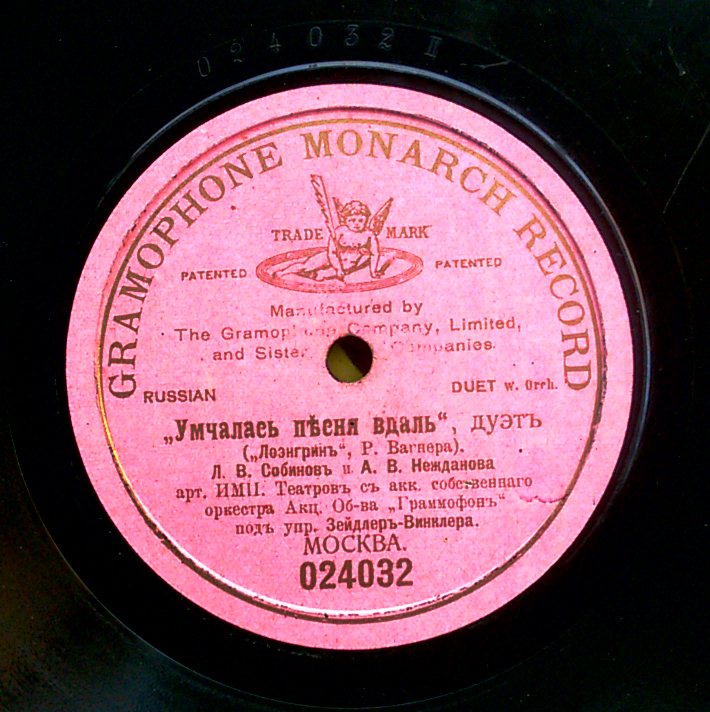 024032 II
GRAMOPHONE MONARCH RECORD
TRADE MARK
PATENTED PATENTED
Manufactured by
The Company, Limited,
and Companies.
RUSSIAN DUET w. Orch.
„Умчалась пѣсня вдаль“, дуэтъ
(„Лоэнгринъ“, Р. Вагнера).
Л. В. Собиновъ и А. В. Нежданова
арт. ИМП. Театровъ съ акк. собственнаго
оркестра Акц. Об-ва „Граммофонъ“
подъ упр. Зейдлеръ-Винклера.
МОСКВА.
024032